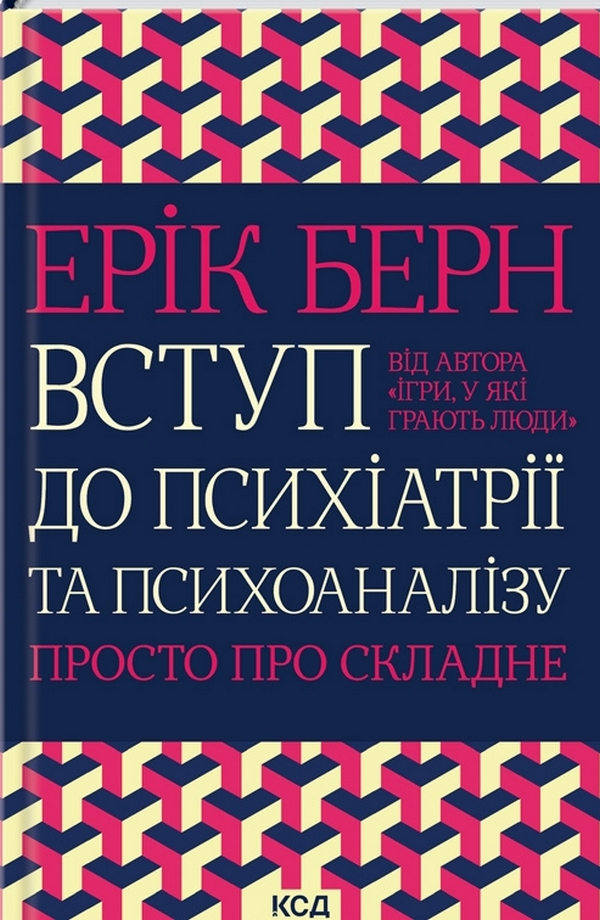 ЕРІК БЕРН
ВСТУП
ВІД АВТОРА
«ІГРИ, У ЯКІ
ГРАЮТЬ ЛЮДИ»
ДО ПСИХІАТРІЇ
ТА ПСИХОАНАЛІЗУ
ПРОСТО ПРО СКЛАДНЕ
КСД